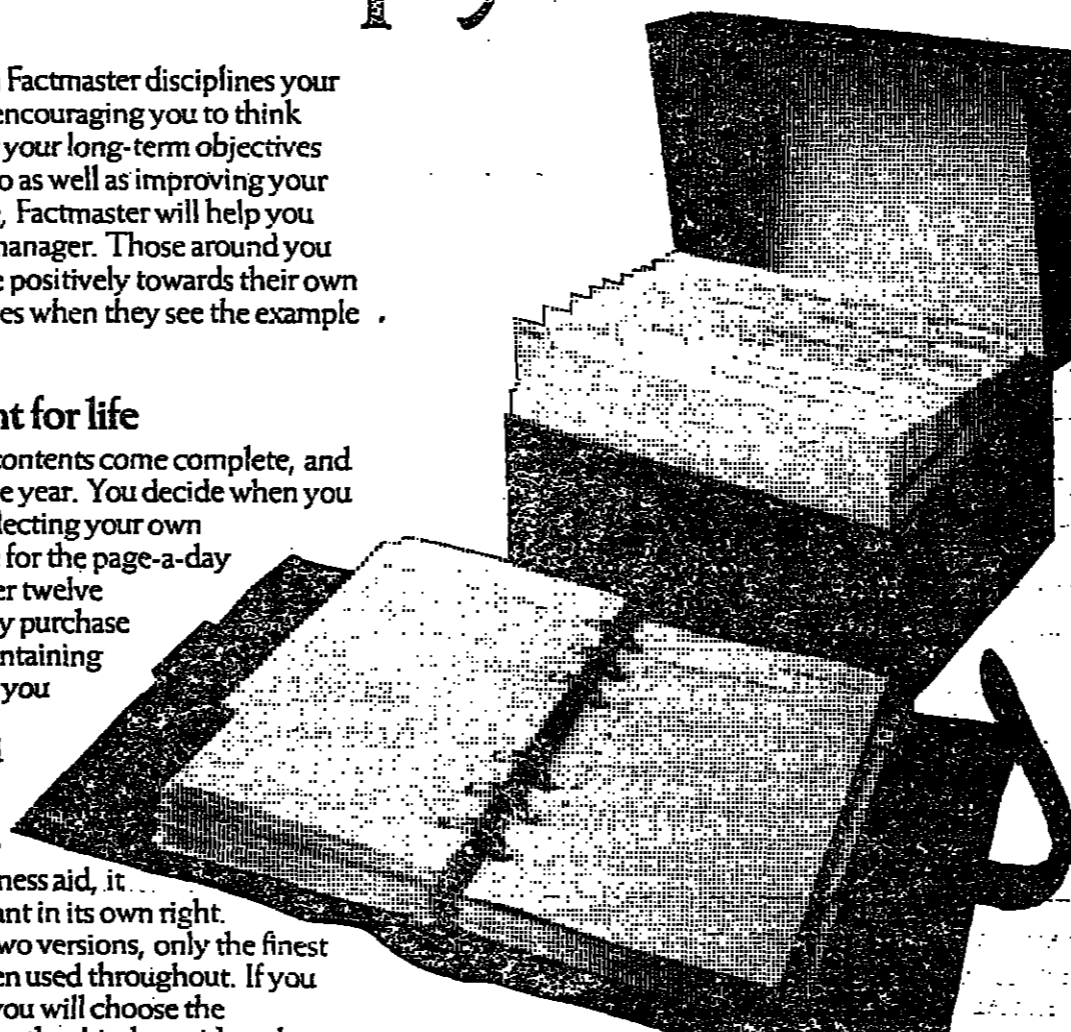 Factmaster disciplines your
encouraging you to think
your long-term objectives
o as well as improving your
Factmaster will help you
manager. Those around you
positively towards their own
es when they see the example
nt for life
contents come complete, and
e year. You decide when you
lecting your own
for the page-a-day
er twelve
y purchase
ntaining
you
ness aid, it
ant in its own right.
wo versions, only the finest
en used throughout. If you
you will choose the